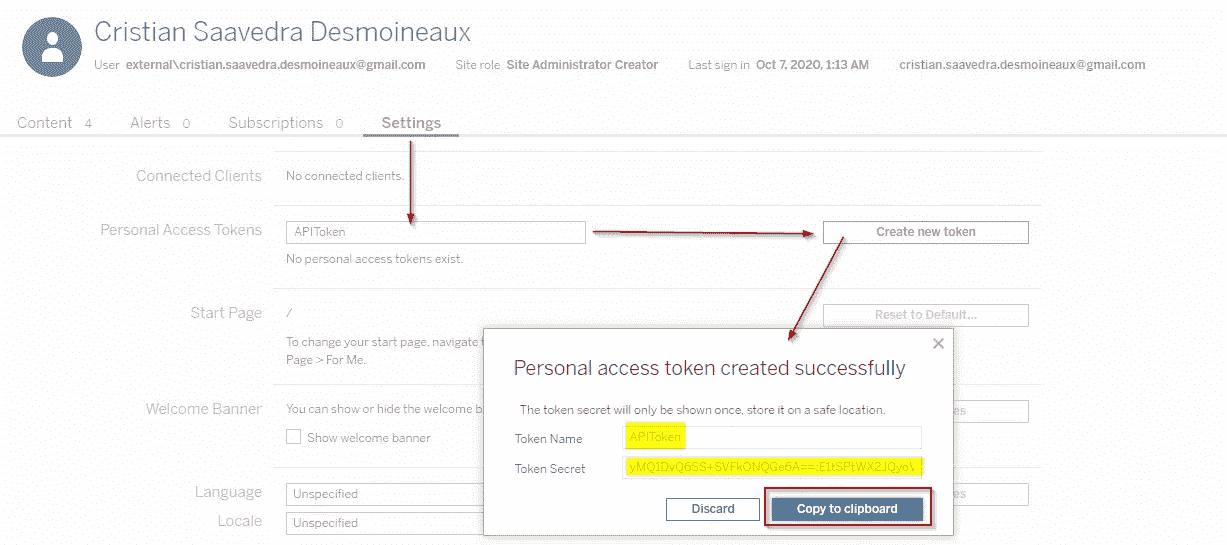 Cristian Saavedra Desmoineaux
User external\cristian.saavedra.desmoineaux@gmail.com Site role Site Administrator Creator Last sign in Oct 7, 2020, 1:13 AM cristian.saavedra.desmoineaux@gmail.com
Content 4 Alerts 0 Subscriptions 0 Settings
Connected Clients No connected clients.
Personal Access Tokens APIToken Create new token
No personal access tokens exist.
Start Page / Reset to Default...
To change your start page, navigate
Page > For Me.
Welcome Banner You can show or hide the welcome
Show welcome banner
Language Unspecified
Locale Unspecified
Personal access token created successfully
The token secret will only be shown once, store it on a safe location.
Token Name APIToken
Token Secret
Discard Copy to clipboard